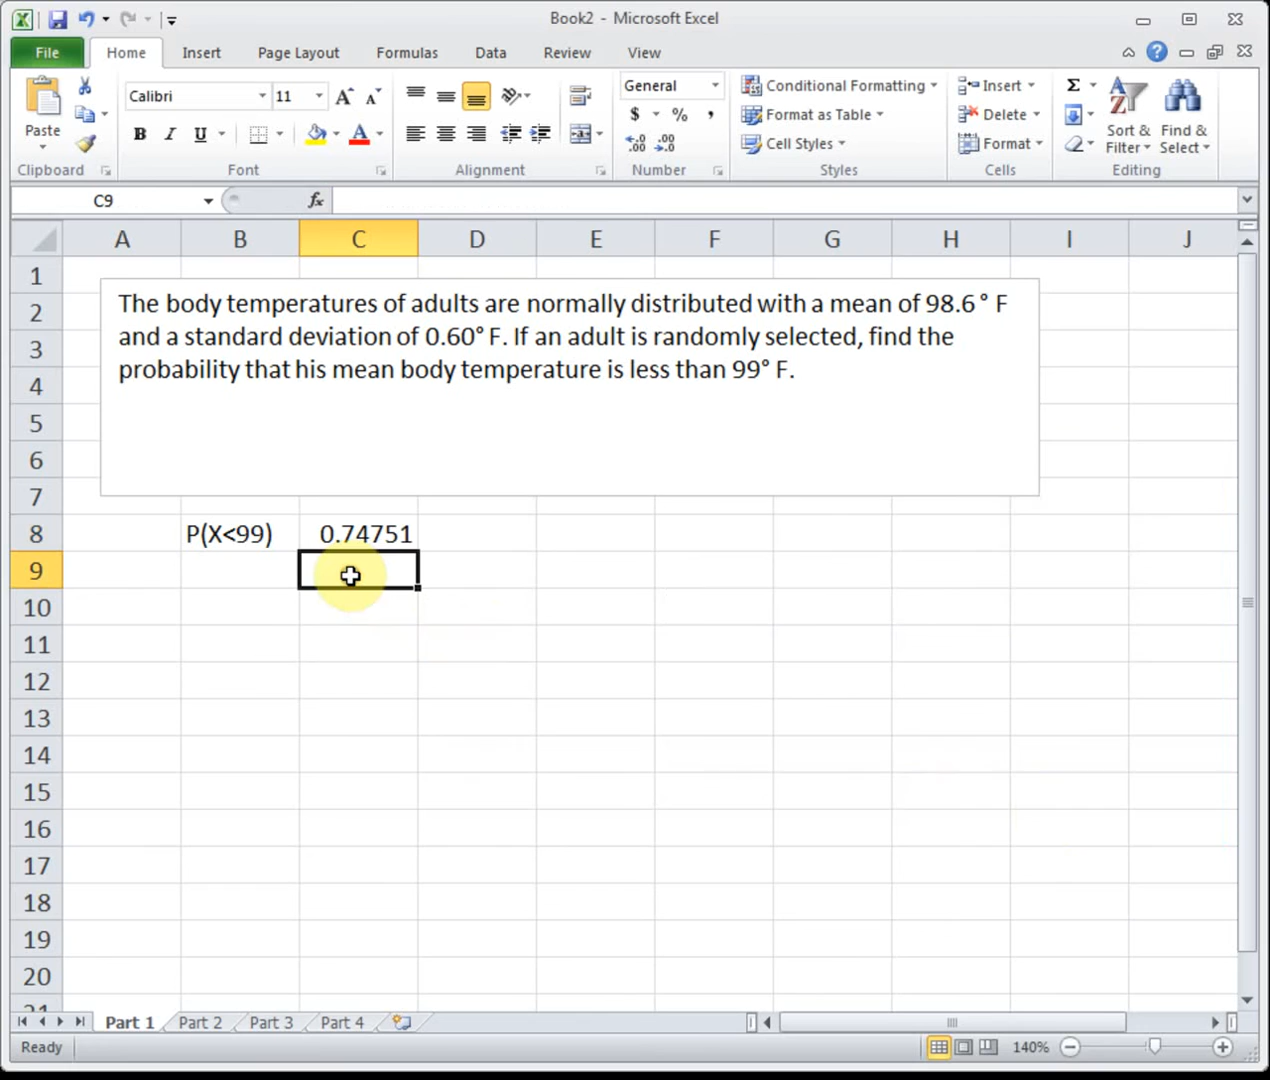 Book2 - Microsoft Excel
File Home Insert Page Layout Formulas Data Review View
Paste
Clipboard
Calibri 11
B I U
Font
Alignment
General
$ % ,
Number
Conditional Formatting
Format as Table
Cell Styles
Styles
Insert
Delete
Format
Cells
Σ
Sort & Filter
Find & Select
Editing
C9 fx
A B C D E F G H I J
1
2
3
4
5
6
7
The body temperatures of adults are normally distributed with a mean of 98.6° F
and a standard deviation of 0.60° F. If an adult is randomly selected, find the
probability that his mean body temperature is less than 99° F.
8 P(X<99) 0.74751
9
10
11
12
13
14
15
16
17
18
19
20
21
Part 1 Part 2 Part 3 Part 4
Ready 140%